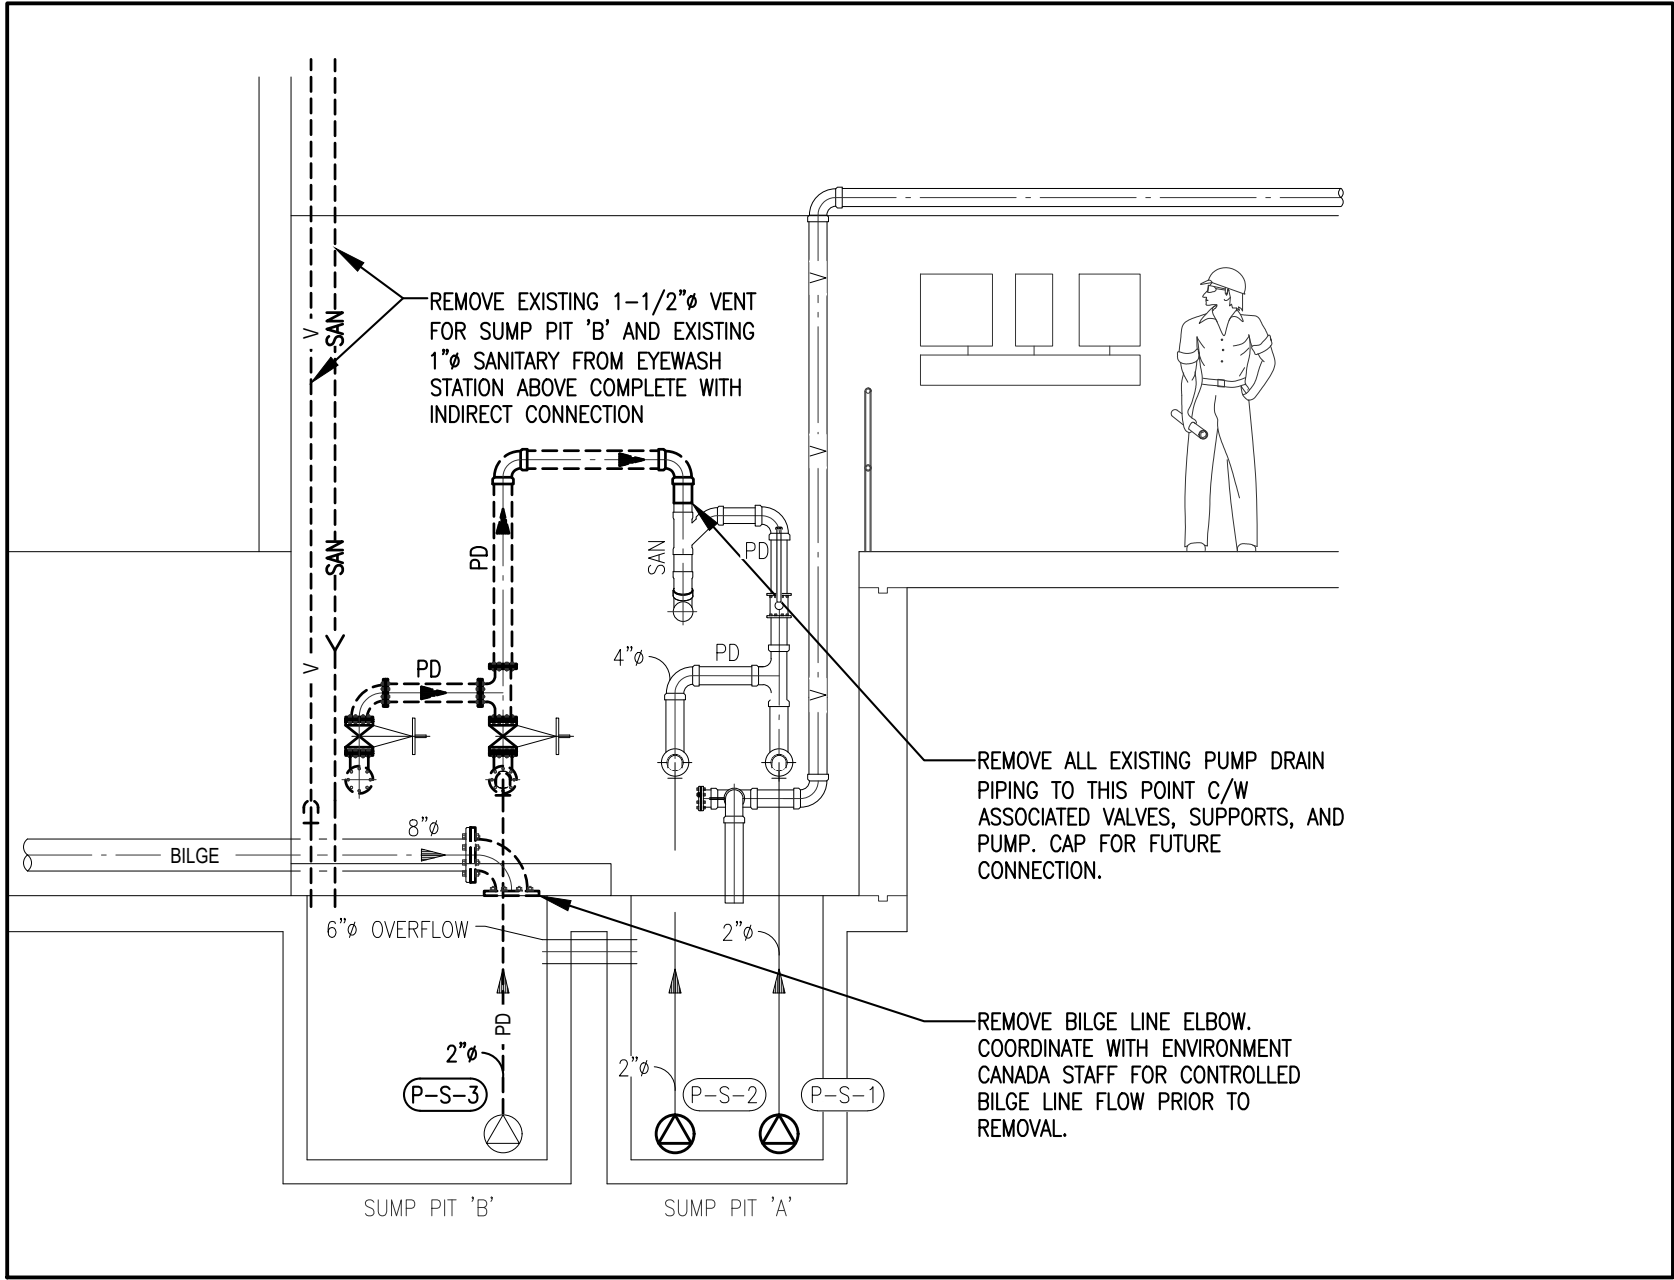 REMOVE EXISTING 1-1/2"ø VENT
FOR SUMP PIT 'B' AND EXISTING
1"ø SANITARY FROM EYEWASH
STATION ABOVE COMPLETE WITH
INDIRECT CONNECTION
V
SAN
V
V
SAN
V
SAN
V
PD
SAN
PD
PD
4"ø
PD
V
REMOVE ALL EXISTING PUMP DRAIN
PIPING TO THIS POINT C/W
ASSOCIATED VALVES, SUPPORTS, AND
PUMP. CAP FOR FUTURE
CONNECTION.
8"ø
BILGE
6"ø OVERFLOW
2"ø
PD
2"ø
P-S-3
2"ø
P-S-2
P-S-1
REMOVE BILGE LINE ELBOW.
COORDINATE WITH ENVIRONMENT
CANADA STAFF FOR CONTROLLED
BILGE LINE FLOW PRIOR TO
REMOVAL.
SUMP PIT 'B'
SUMP PIT 'A'